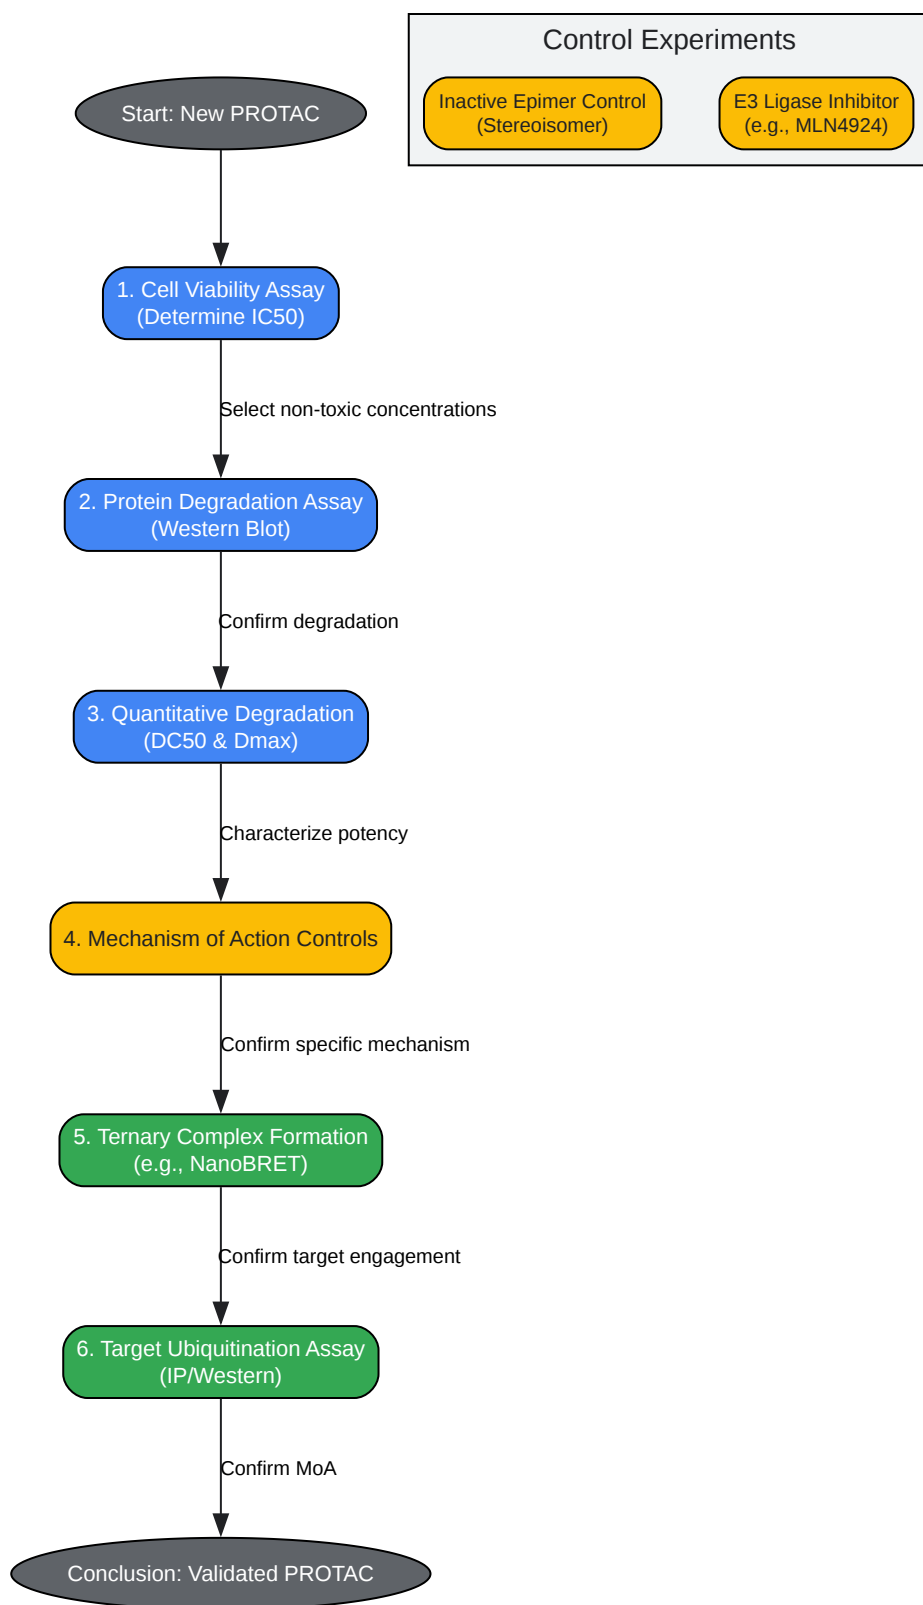 Control Experiments
Inactive Epimer Control
(Stereoisomer)
E3 Ligase Inhibitor
(e.g., MLN4924)
Start: New PROTAC
1. Cell Viability Assay
(Determine IC50)
Select non-toxic concentrations
2. Protein Degradation Assay
(Western Blot)
Confirm degradation
3. Quantitative Degradation
(DC50 & Dmax)
Characterize potency
4. Mechanism of Action Controls
Confirm specific mechanism
5. Ternary Complex Formation
(e.g., NanoBRET)
Confirm target engagement
6. Target Ubiquitination Assay
(IP/Western)
Confirm MoA
Conclusion: Validated PROTAC